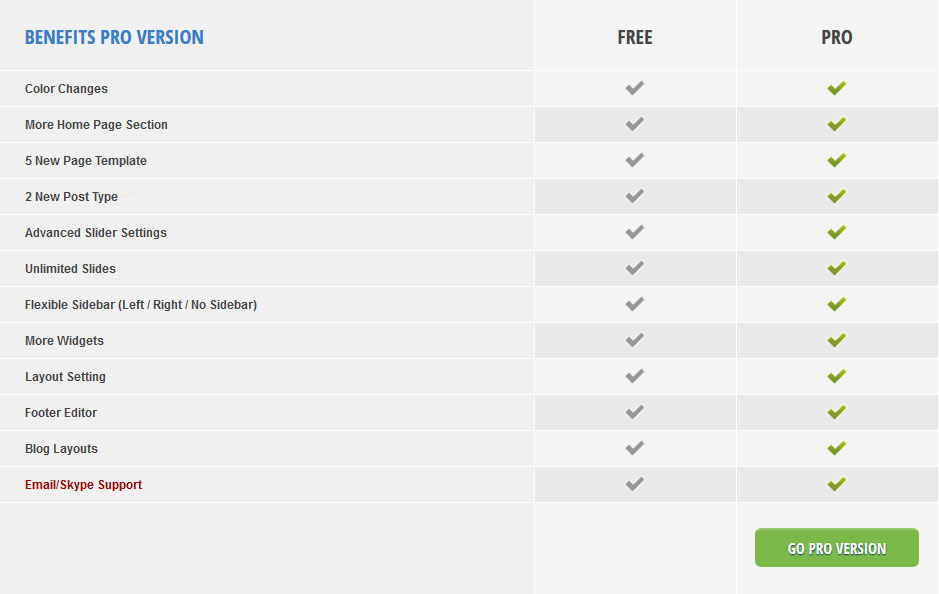 BENEFITS PRO VERSION FREE PRO
Color Changes
More Home Page Section
5 New Page Template
2 New Post Type
Advanced Slider Settings
Unlimited Slides
Flexible Sidebar (Left / Right / No Sidebar)
More Widgets
Layout Setting
Footer Editor
Blog Layouts
Email/Skype Support
GO PRO VERSION